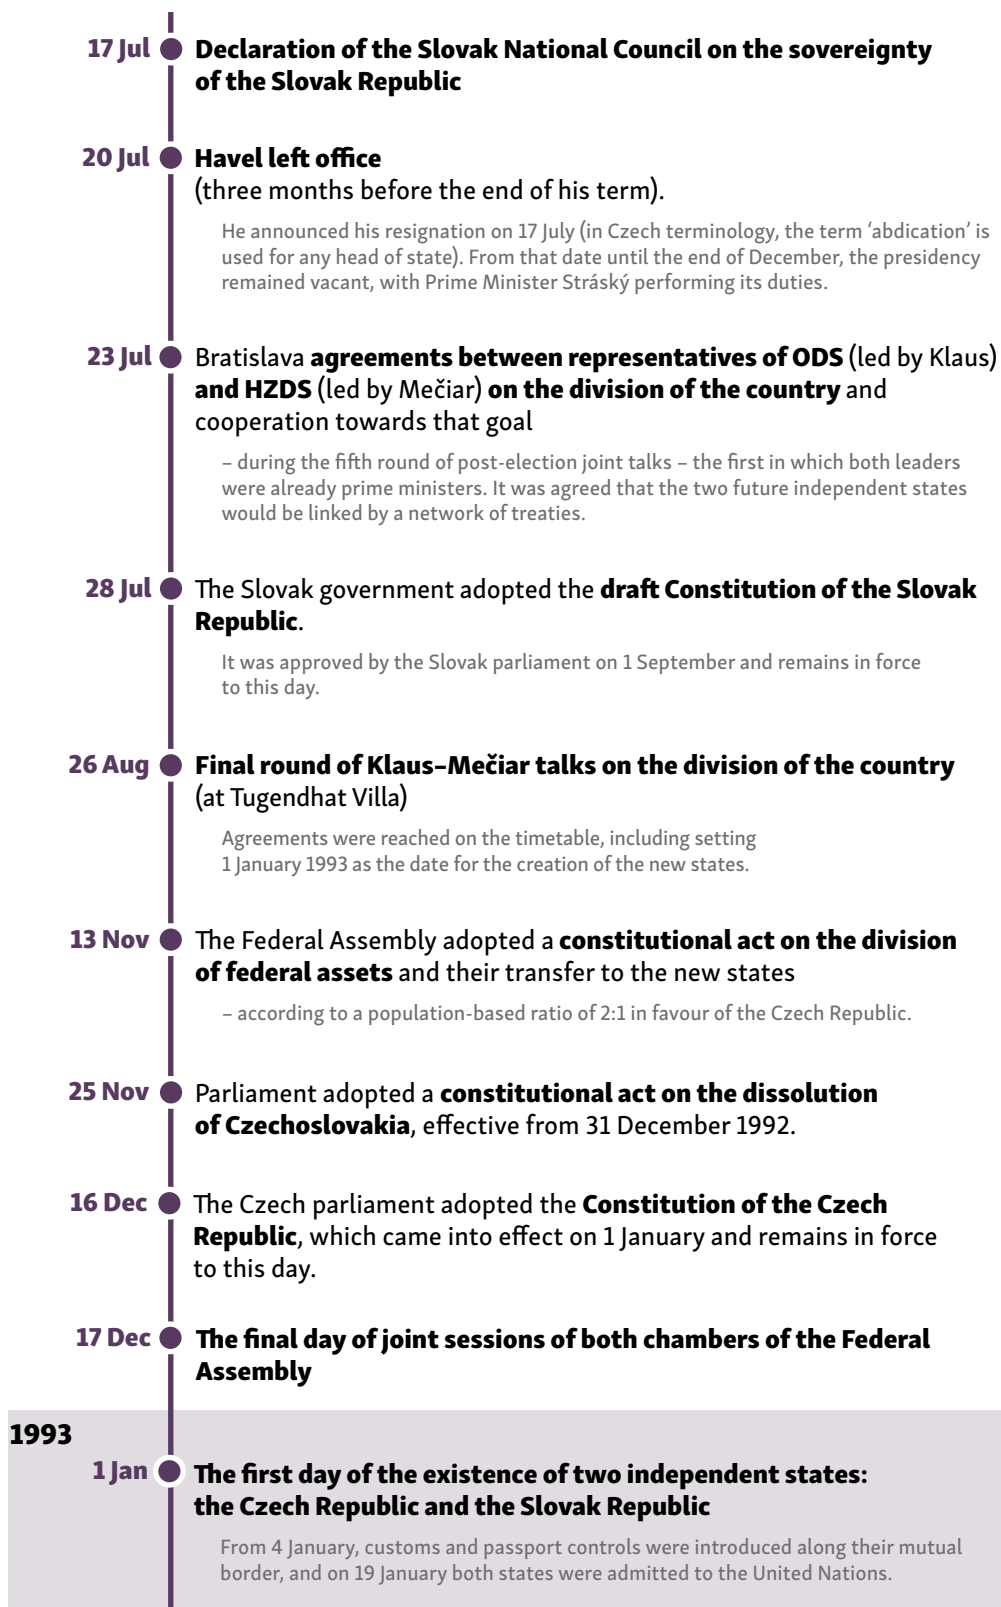 17 Jul Declaration of the Slovak National Council on the sovereignty
of the Slovak Republic
20 Jul Havel left office
(three months before the end of his term).
He announced his resignation on 17 July (in Czech terminology, the term ‘abdication’ is
used for any head of state). From that date until the end of December, the presidency
remained vacant, with Prime Minister Stráský performing its duties.
23 Jul Bratislava agreements between representatives of ODS (led by Klaus)
and HZDS (led by Mečiar) on the division of the country and
cooperation towards that goal
– during the fifth round of post-election joint talks – the first in which both leaders
were already prime ministers. It was agreed that the two future independent states
would be linked by a network of treaties.
28 Jul The Slovak government adopted the draft Constitution of the Slovak
Republic.
It was approved by the Slovak parliament on 1 September and remains in force
to this day.
26 Aug Final round of Klaus–Mečiar talks on the division of the country
(at Tugendhat Villa)
Agreements were reached on the timetable, including setting
1 January 1993 as the date for the creation of the new states.
13 Nov The Federal Assembly adopted a constitutional act on the division
of federal assets and their transfer to the new states
– according to a population-based ratio of 2:1 in favour of the Czech Republic.
25 Nov Parliament adopted a constitutional act on the dissolution
of Czechoslovakia, effective from 31 December 1992.
16 Dec The Czech parliament adopted the Constitution of the Czech
Republic, which came into effect on 1 January and remains in force
to this day.
17 Dec The final day of joint sessions of both chambers of the Federal
Assembly
1993
1 Jan The first day of the existence of two independent states:
the Czech Republic and the Slovak Republic
From 4 January, customs and passport controls were introduced along their mutual
border, and on 19 January both states were admitted to the United Nations.